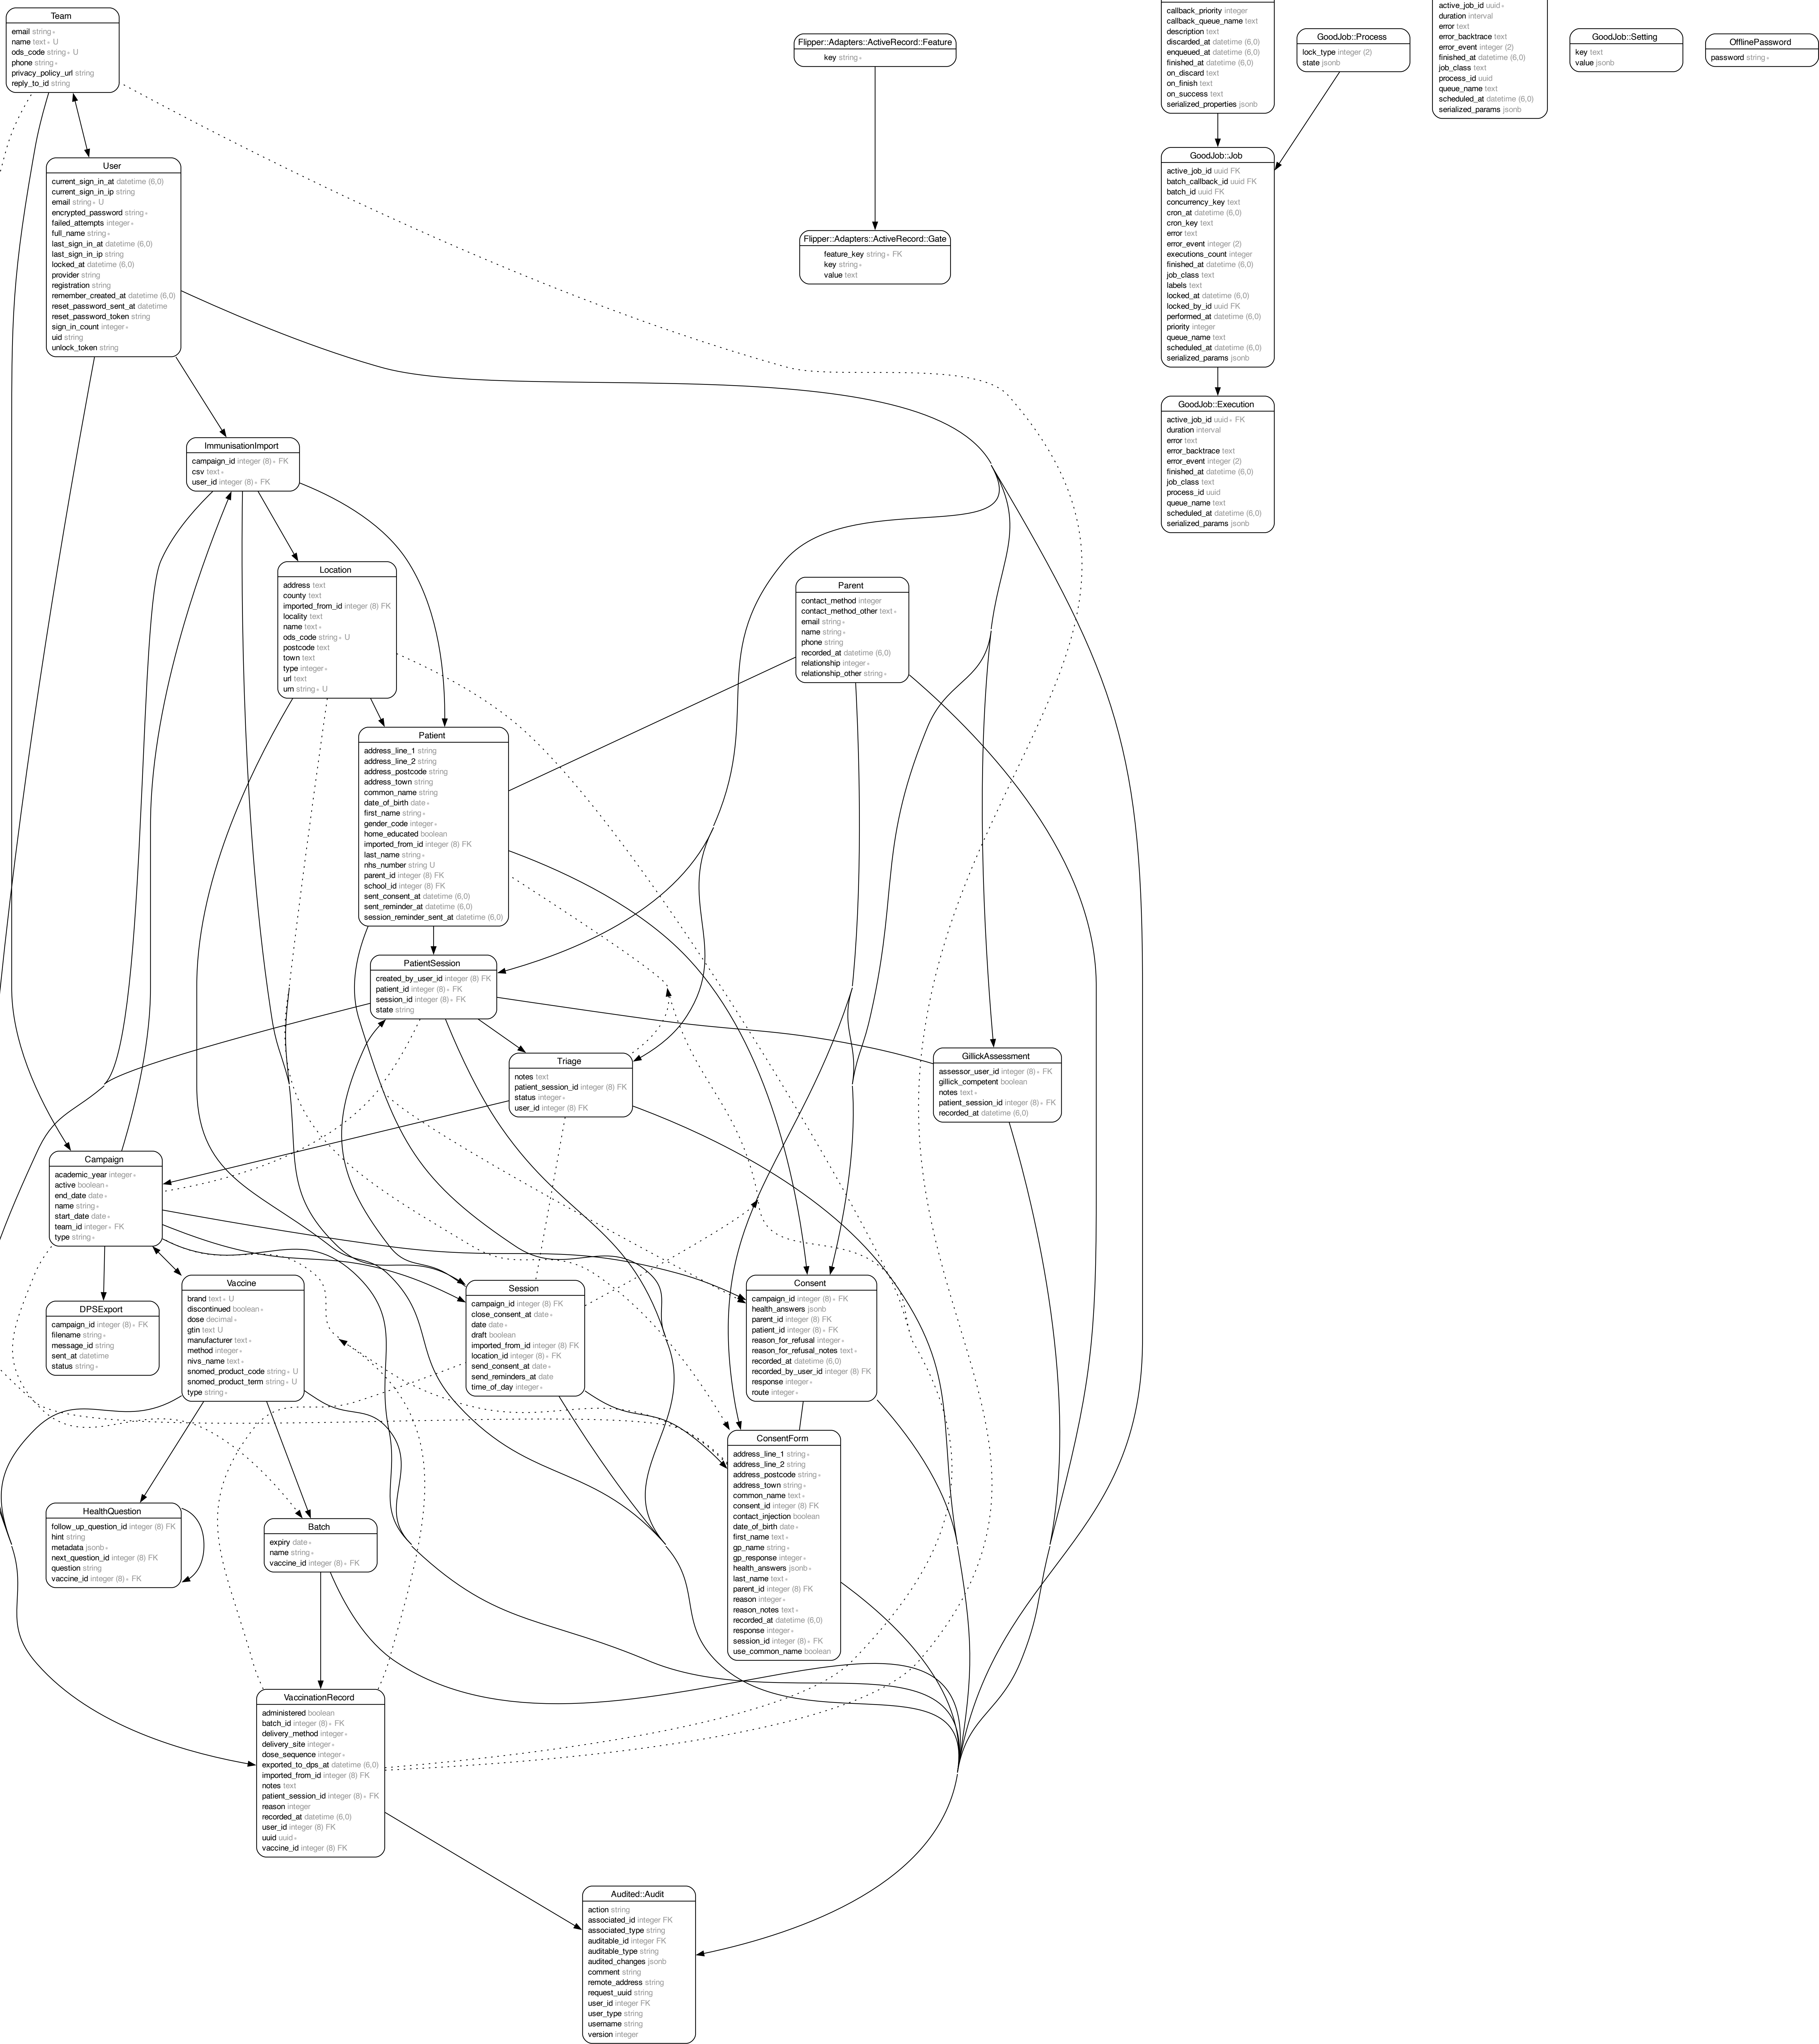 Team
email string ∗
name text ∗ U
ods_code string ∗ U
phone string ∗
privacy_policy_url string
reply_to_id string
User
current_sign_in_at datetime (6,0)
current_sign_in_ip string
email string ∗ U
encrypted_password string ∗
failed_attempts integer ∗
full_name string ∗
last_sign_in_at datetime (6,0)
last_sign_in_ip string
locked_at datetime (6,0)
provider string
registration string
remember_created_at datetime (6,0)
reset_password_sent_at datetime
reset_password_token string
sign_in_count integer ∗
uid string
unlock_token string
Flipper::Adapters::ActiveRecord::Feature
key string ∗
Flipper::Adapters::ActiveRecord::Gate
feature_key string ∗ FK
key string ∗
value text
callback_priority integer
callback_queue_name text
description text
discarded_at datetime (6,0)
enqueued_at datetime (6,0)
finished_at datetime (6,0)
on_discard text
on_finish text
on_success text
serialized_properties jsonb
GoodJob::Process
lock_type integer (2)
state jsonb
active_job_id uuid ∗
duration interval
error text
error_backtrace text
error_event integer (2)
finished_at datetime (6,0)
job_class text
process_id uuid
queue_name text
scheduled_at datetime (6,0)
serialized_params jsonb
GoodJob::Setting
key text
value jsonb
OfflinePassword
password string ∗
GoodJob::Job
active_job_id uuid FK
batch_callback_id uuid FK
batch_id uuid FK
concurrency_key text
cron_at datetime (6,0)
cron_key text
error text
error_event integer (2)
executions_count integer
finished_at datetime (6,0)
job_class text
labels text
locked_at datetime (6,0)
locked_by_id uuid FK
performed_at datetime (6,0)
priority integer
queue_name text
scheduled_at datetime (6,0)
serialized_params jsonb
GoodJob::Execution
active_job_id uuid ∗ FK
duration interval
error text
error_backtrace text
error_event integer (2)
finished_at datetime (6,0)
job_class text
process_id uuid
queue_name text
scheduled_at datetime (6,0)
serialized_params jsonb
ImmunisationImport
campaign_id integer (8) ∗ FK
csv text ∗
user_id integer (8) ∗ FK
Location
address text
county text
imported_from_id integer (8) FK
locality text
name text ∗
ods_code string ∗ U
postcode text
town text
type integer ∗
url text
urn string ∗ U
Parent
contact_method integer
contact_method_other text ∗
email string ∗
name string ∗
phone string
recorded_at datetime (6,0)
relationship integer ∗
relationship_other string ∗
Patient
address_line_1 string
address_line_2 string
address_postcode string
address_town string
common_name string
date_of_birth date ∗
first_name string ∗
gender_code integer ∗
home_educated boolean
imported_from_id integer (8) FK
last_name string ∗
nhs_number string U
parent_id integer (8) FK
school_id integer (8) FK
sent_consent_at datetime (6,0)
sent_reminder_at datetime (6,0)
session_reminder_sent_at datetime (6,0)
PatientSession
created_by_user_id integer (8) FK
patient_id integer (8) ∗ FK
session_id integer (8) ∗ FK
state string
Triage
notes text
patient_session_id integer (8) FK
status integer ∗
user_id integer (8) FK
GillickAssessment
assessor_user_id integer (8) ∗ FK
gillick_competent boolean
notes text ∗
patient_session_id integer (8) ∗ FK
recorded_at datetime (6,0)
Campaign
academic_year integer ∗
active boolean ∗
end_date date ∗
name string ∗
start_date date ∗
team_id integer ∗ FK
type string ∗
DPSExport
campaign_id integer (8) ∗ FK
filename string ∗
message_id string
sent_at datetime
status string ∗
Vaccine
brand text ∗ U
discontinued boolean ∗
dose decimal ∗
gtin text U
manufacturer text ∗
method integer ∗
nivs_name text ∗
snomed_product_code string ∗ U
snomed_product_term string ∗ U
type string ∗
Session
campaign_id integer (8) FK
close_consent_at date ∗
date date ∗
draft boolean
imported_from_id integer (8) FK
location_id integer (8) ∗ FK
send_consent_at date ∗
send_reminders_at date
time_of_day integer ∗
Consent
campaign_id integer (8) ∗ FK
health_answers jsonb
parent_id integer (8) FK
patient_id integer (8) ∗ FK
reason_for_refusal integer ∗
reason_for_refusal_notes text ∗
recorded_at datetime (6,0)
recorded_by_user_id integer (8) FK
response integer ∗
route integer ∗
ConsentForm
address_line_1 string ∗
address_line_2 string
address_postcode string ∗
address_town string ∗
common_name text ∗
consent_id integer (8) FK
contact_injection boolean
date_of_birth date ∗
first_name text ∗
gp_name string ∗
gp_response integer ∗
health_answers jsonb ∗
last_name text ∗
parent_id integer (8) FK
reason integer ∗
reason_notes text ∗
recorded_at datetime (6,0)
response integer ∗
session_id integer (8) ∗ FK
use_common_name boolean
HealthQuestion
follow_up_question_id integer (8) FK
hint string
metadata jsonb ∗
next_question_id integer (8) FK
question string
vaccine_id integer (8) ∗ FK
Batch
expiry date ∗
name string ∗
vaccine_id integer (8) ∗ FK
VaccinationRecord
administered boolean
batch_id integer (8) ∗ FK
delivery_method integer ∗
delivery_site integer ∗
dose_sequence integer ∗
exported_to_dps_at datetime (6,0)
imported_from_id integer (8) FK
notes text
patient_session_id integer (8) ∗ FK
reason integer
recorded_at datetime (6,0)
user_id integer (8) FK
uuid uuid ∗
vaccine_id integer (8) FK
Audited::Audit
action string
associated_id integer FK
associated_type string
auditable_id integer FK
auditable_type string
audited_changes jsonb
comment string
remote_address string
request_uuid string
user_id integer FK
user_type string
username string
version integer